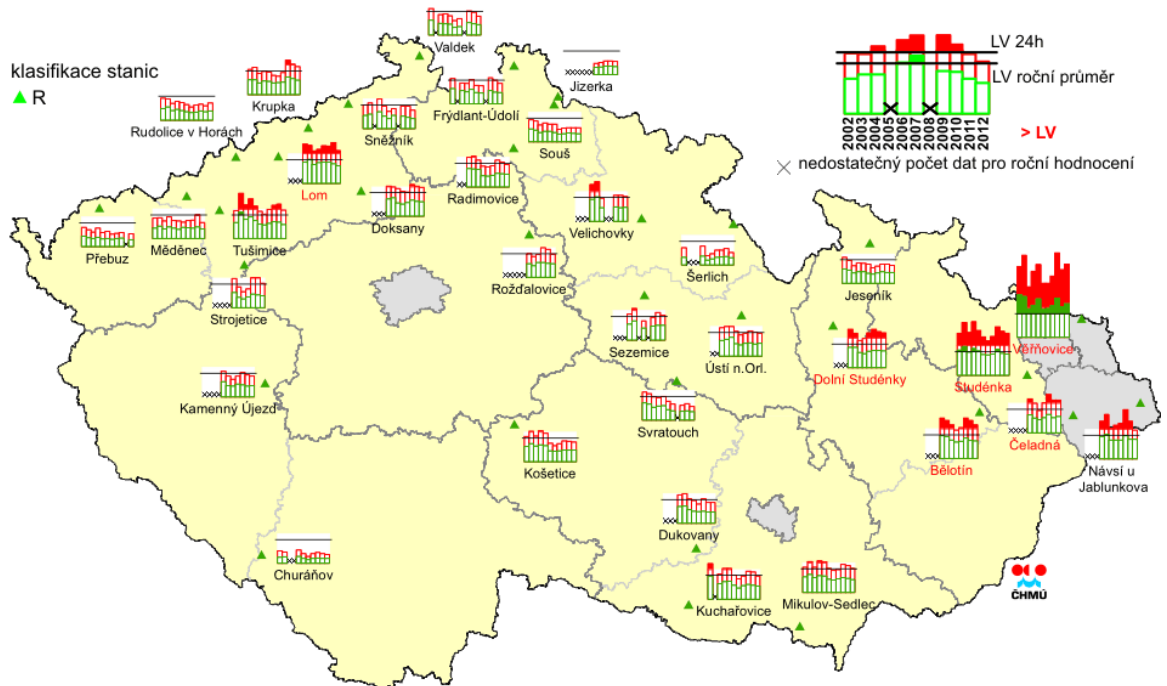 Valdek
LV 24h
klasifikace stanic
LV roční průměr
R
Krupka
Jizerka
Rudolice v Horách
Frýdlant-Údolí
Sněžník
Souš
2002
2003
2004
2005
2006
2007
2008
2009
2010
2011
2012
> LV
nedostatečný počet dat pro roční hodnocení
Lom
Radimovice
Doksany
Velichovky
Přebuz
Měděnec
Tušimice
Šerlich
Rožďalovice
Jeseník
Strojetice
Sezemice
Ústí n.Orl.
Věřňovice
Dolní Studénky
Studénka
Kamenný Újezd
Svratouch
Čeladná
Košetice
Bělotín
Návsí u
Jablunkova
Dukovany
Churáňov
Kuchařovice
Mikulov-Sedlec
ČHMÚ